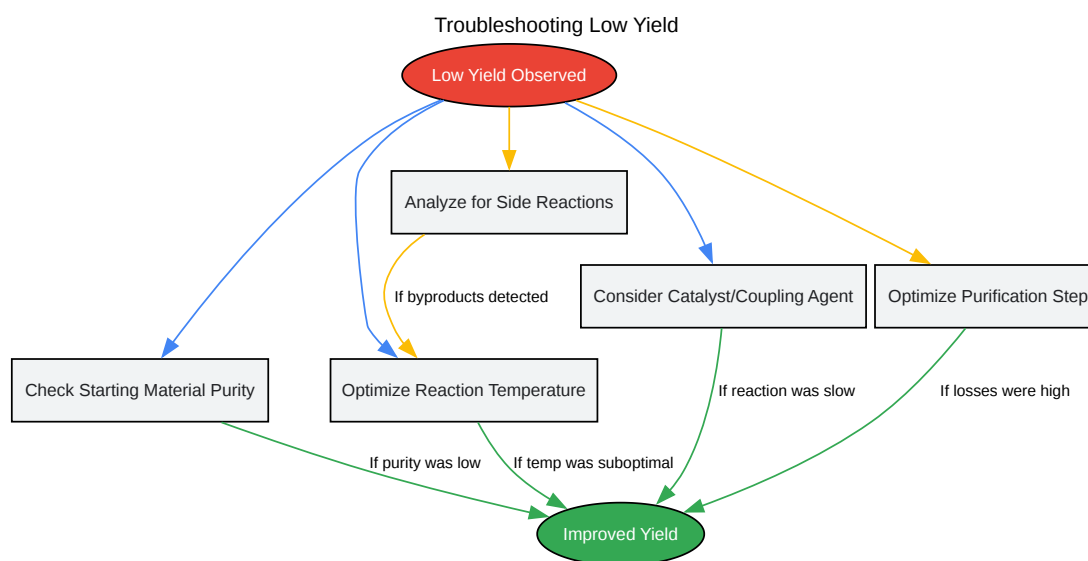 Troubleshooting Low Yield
Low Yield Observed
Analyze for Side Reactions
If byproducts detected
Consider Catalyst/Coupling Agent
Optimize Purification Step
Check Starting Material Purity
Optimize Reaction Temperature
If reaction was slow
If losses were high
If purity was low
If temp was suboptimal
Improved Yield